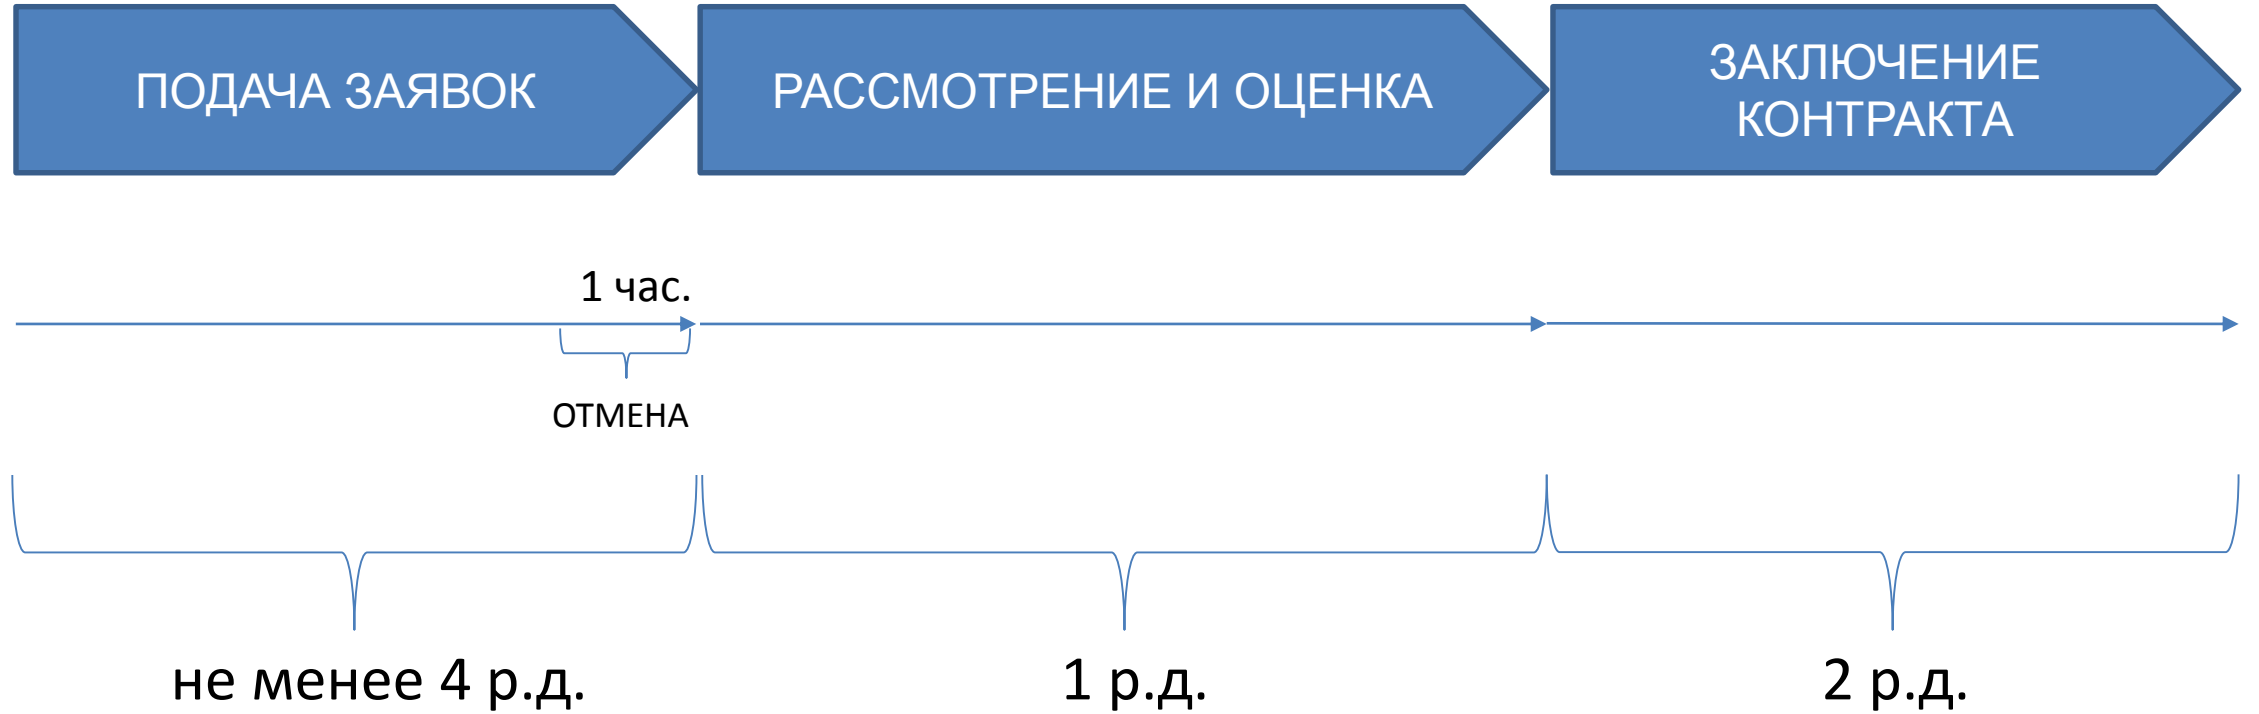 ПОДАЧА ЗАЯВОК
РАССМОТРЕНИЕ И ОЦЕНКА
ЗАКЛЮЧЕНИЕ
КОНТРАКТА
1 час.
ОТМЕНА
не менее 4 р.д.
1 р.д.
2 р.д.